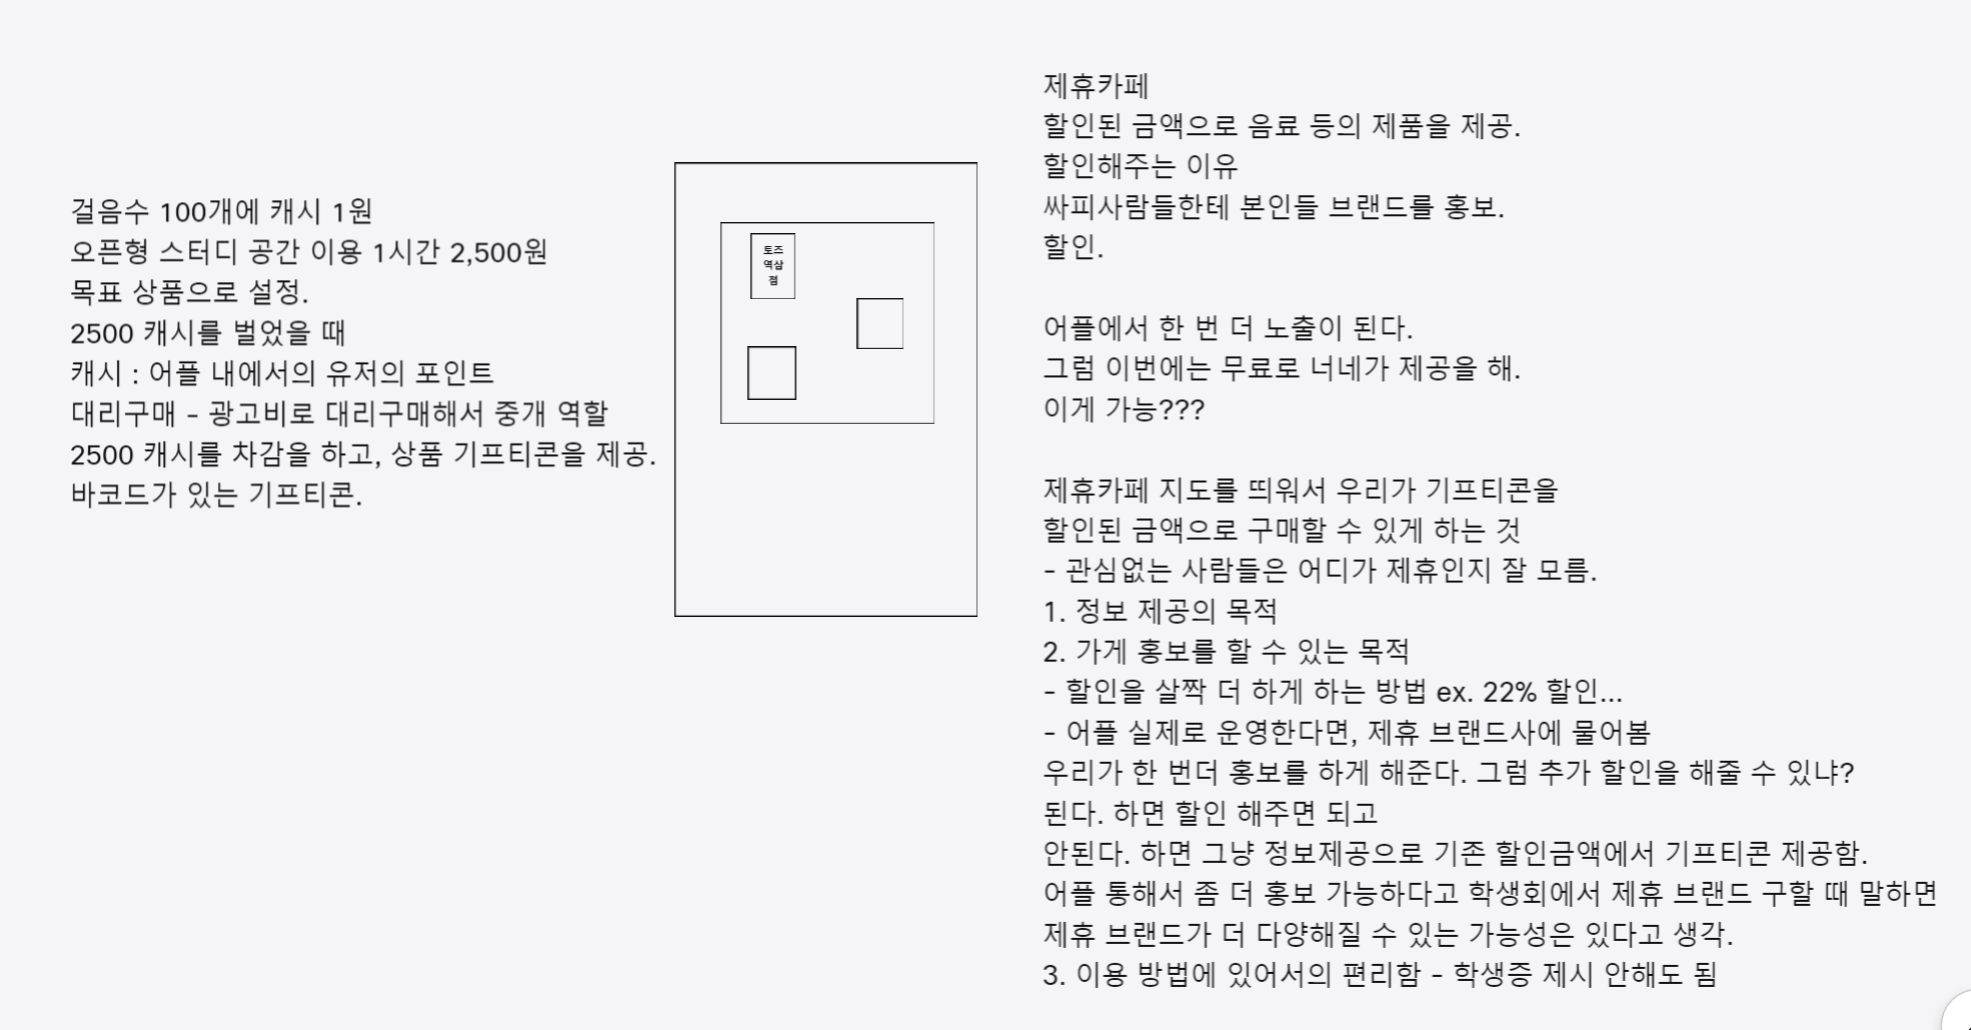 걸음수 100개에 캐시 1원
오픈형 스터디 공간 이용 1시간 2,500원
목표 상품으로 설정.
2500 캐시를 벌었을 때
캐시 : 어플 내에서의 유저의 포인트
대리구매 - 광고비로 대리구매해서 중개 역할
2500 캐시를 차감을 하고, 상품 기프티콘을 제공.
바코드가 있는 기프티콘.
토즈
역삼
점
제휴카페
할인된 금액으로 음료 등의 제품을 제공.
할인해주는 이유
싸피사람들한테 본인들 브랜드를 홍보.
할인.
어플에서 한 번 더 노출이 된다.
그럼 이번에는 무료로 너네가 제공을 해.
이게 가능???
제휴카페 지도를 띄워서 우리가 기프티콘을
할인된 금액으로 구매할 수 있게 하는 것
- 관심없는 사람들은 어디가 제휴인지 잘 모름.
1. 정보 제공의 목적
2. 가게 홍보를 할 수 있는 목적
- 할인을 살짝 더 하게 하는 방법 ex. 22% 할인...
- 어플 실제로 운영한다면, 제휴 브랜드사에 물어봄
우리가 한 번더 홍보를 하게 해준다. 그럼 추가 할인을 해줄 수 있냐?
된다. 하면 할인 해주면 되고
안된다. 하면 그냥 정보제공으로 기존 할인금액에서 기프티콘 제공함.
어플 통해서 좀 더 홍보 가능하다고 학생회에서 제휴 브랜드 구할 때 말하면
제휴 브랜드가 더 다양해질 수 있는 가능성은 있다고 생각.
3. 이용 방법에 있어서의 편리함 - 학생증 제시 안해도 됨